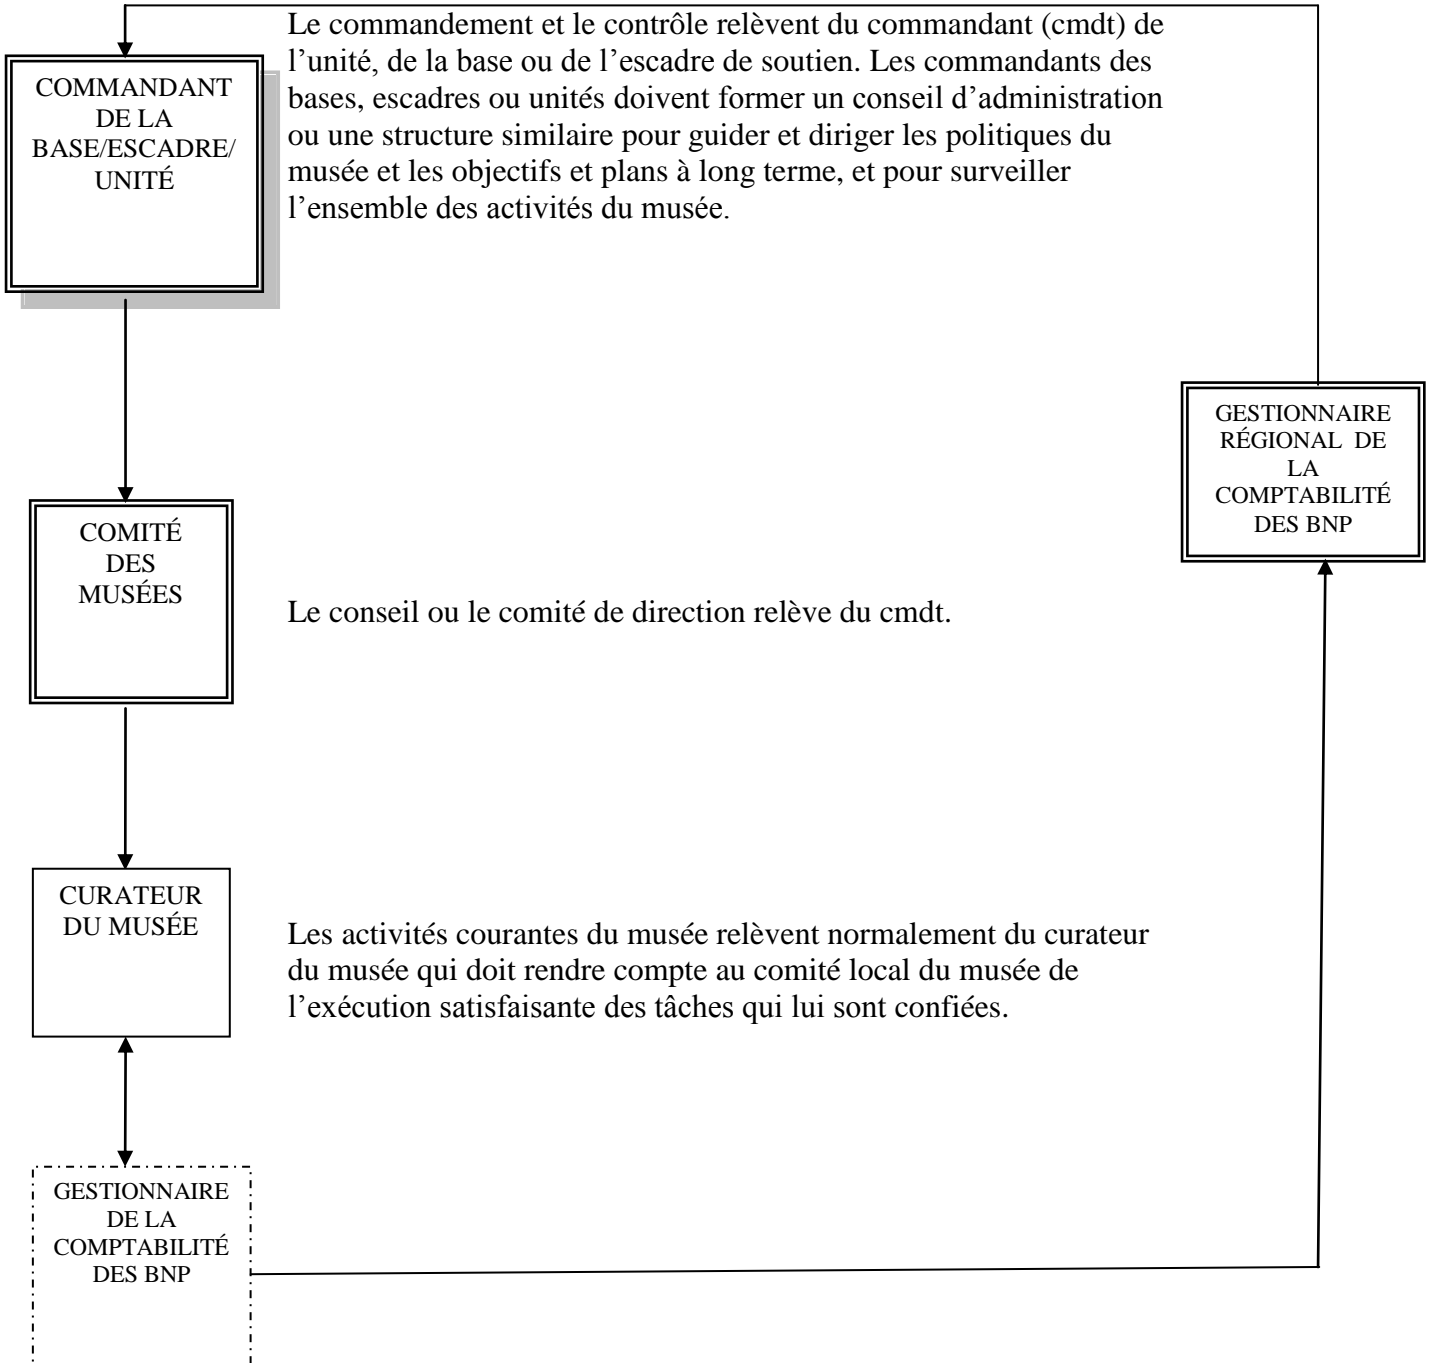 COMMANDANT
DE LA
BASE/ESCADRE/
UNITÉ
Le commandement et le contrôle relèvent du commandant (cmdt) de
l’unité, de la base ou de l’escadre de soutien. Les commandants des
bases, escadres ou unités doivent former un conseil d’administration
ou une structure similaire pour guider et diriger les politiques du
musée et les objectifs et plans à long terme, et pour surveiller
l’ensemble des activités du musée.
GESTIONNAIRE
RÉGIONAL DE
LA
COMPTABILITÉ
DES BNP
COMITÉ
DES
MUSÉES
Le conseil ou le comité de direction relève du cmdt.
CURATEUR
DU MUSÉE
Les activités courantes du musée relèvent normalement du curateur
du musée qui doit rendre compte au comité local du musée de
l’exécution satisfaisante des tâches qui lui sont confiées.
GESTIONNAIRE
DE LA
COMPTABILITÉ
DES BNP